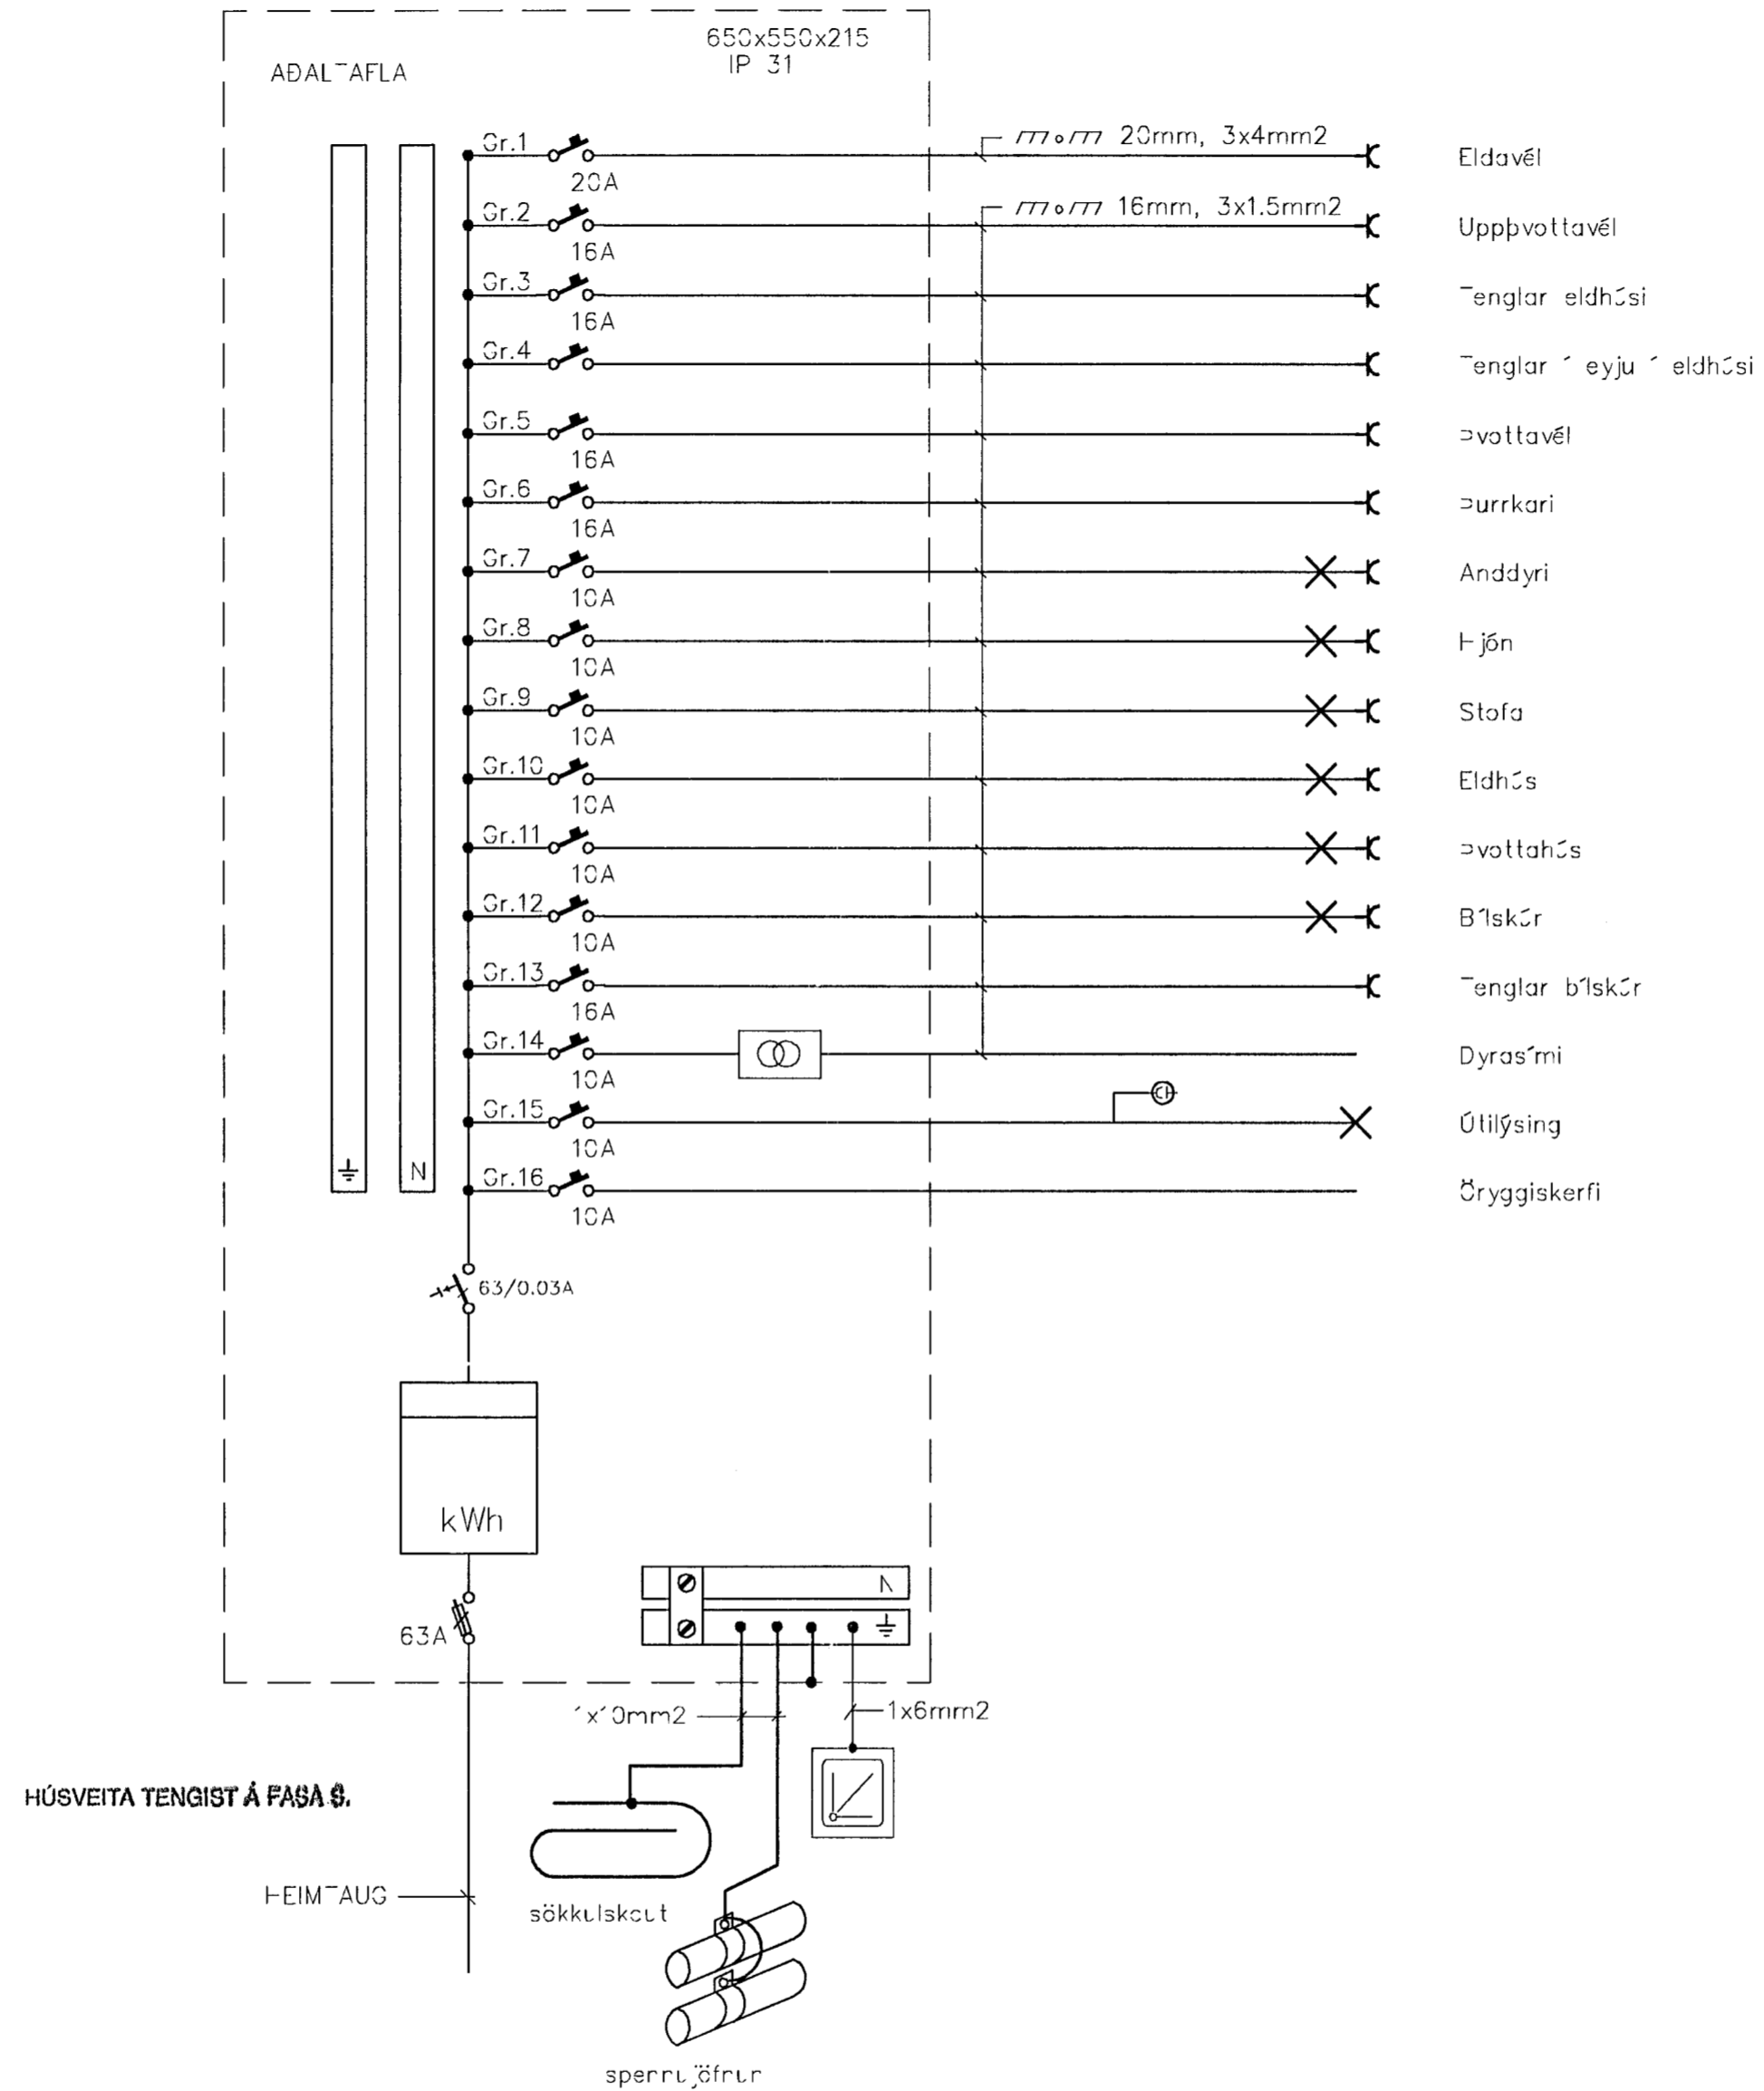 650x550x215
IP 31
AÐALTAFLA
Gr.1
20A
20mm, 3x4mm2
Eldavél
Gr.2
16A
16mm, 3x1.5mm2
Uppþvottavél
Gr.3
16A
Tenglar eldhúsi
Gr.4
Tenglar í eyju í eldhúsi
Gr.5
16A
Þvottavél
Gr.6
16A
Þurrkari
Gr.7
10A
Anddyri
Gr.8
10A
Hjón
Gr.9
10A
Stofa
Gr.10
10A
Eldhús
Gr.11
10A
Þvottahús
Gr.12
10A
Bílskúr
Gr.13
16A
Tenglar bílskúr
Gr.14
10A
Dyrasími
Gr.15
10A
Útilýsing
Gr.16
10A
Öryggiskerfi
N
63/0.03A
kWh
N
63A
1x10mm2
1x6mm2
HÚSVEITA TENGIST Á FASA
HEIMTAUG
sökkulskaut
spennujöfnun